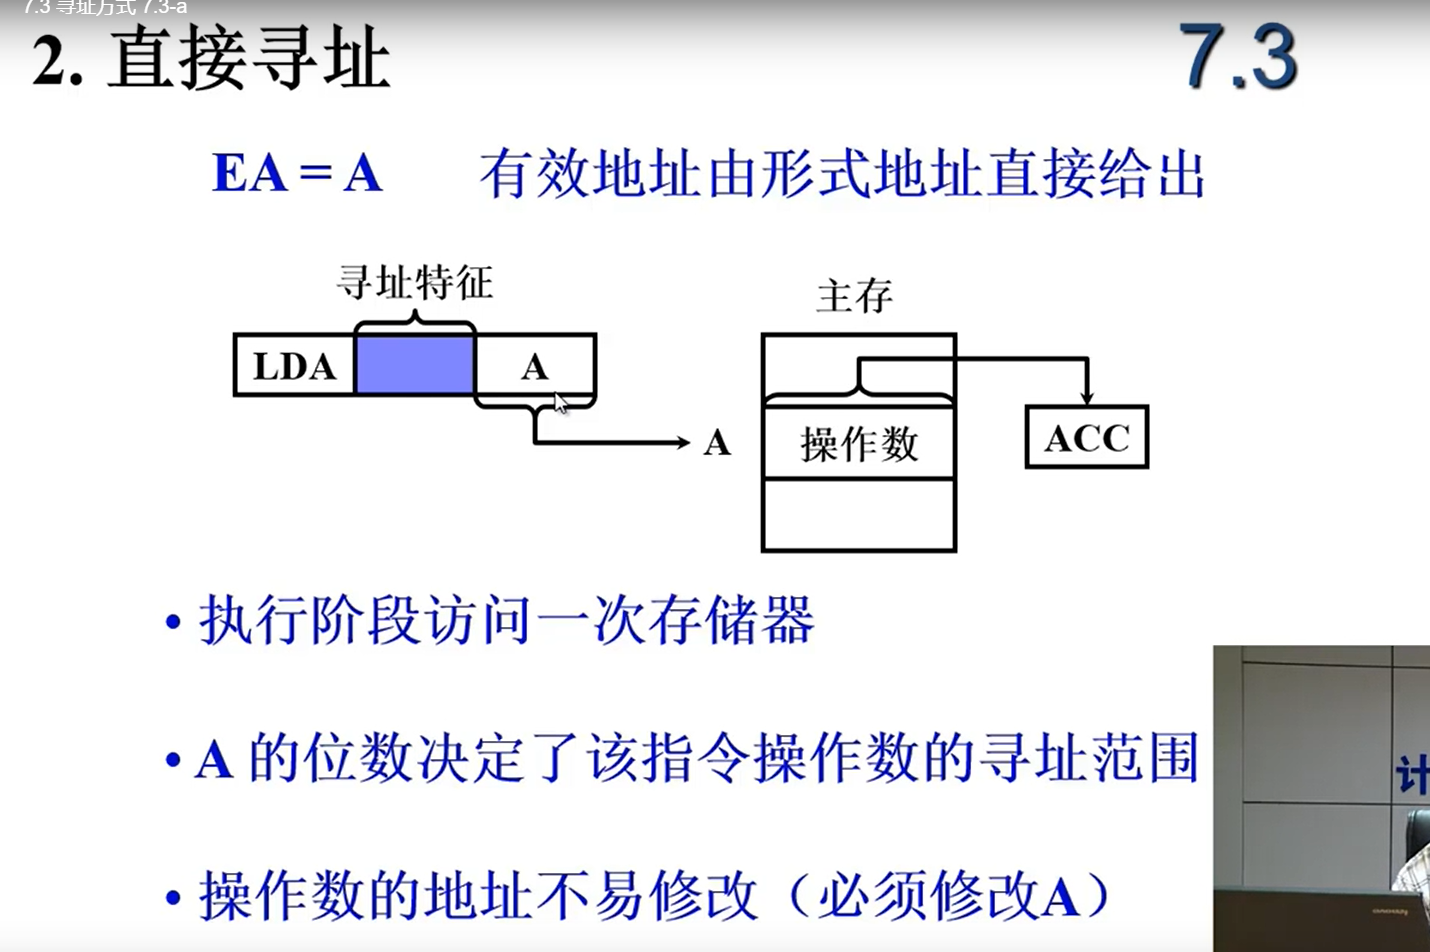 7.3 寻址方式 7.3-a
2. 直接寻址
7.3
EA = A 有效地址由形式地址直接给出
寻址特征
主存
LDA
A
A
操作数
ACC
• 执行阶段访问一次存储器
• A 的位数决定了该指令操作数的寻址范围
• 操作数的地址不易修改（必须修改A）
计